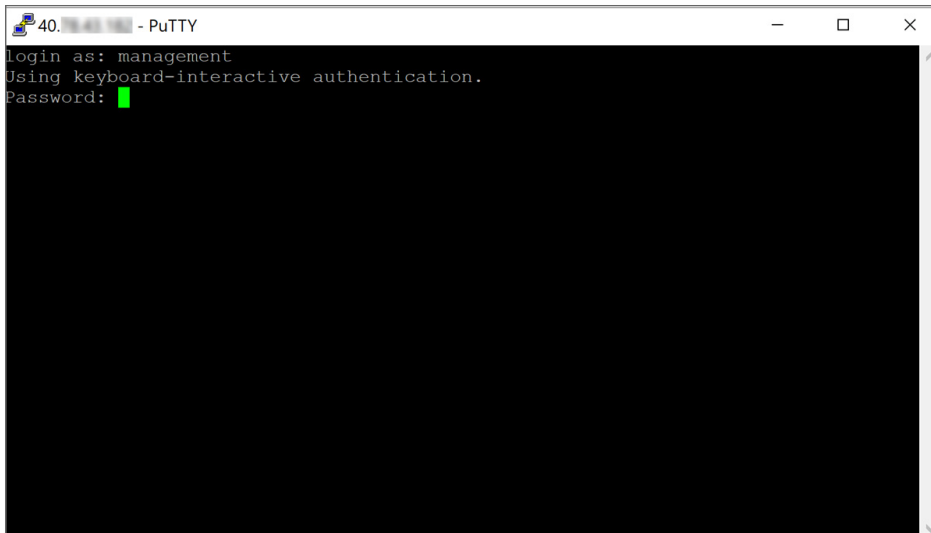 40. - PuTTY
login as: management
Using keyboard-interactive authentication.
Password: